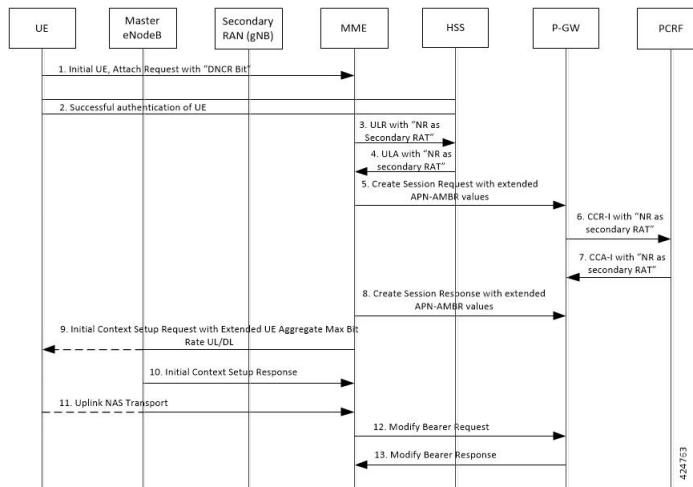 UE
Master
eNodeB
Secondary
RAN (gNB)
MME
HSS
P-GW
PCRF
1. Initial UE, Attach Request with “DNCR Bit”
2. Successful authentication of UE
3. ULR with “NR as
Secondary RAT”
4. ULA with “NR as
secondary RAT”
5. Create Session Request with extended
APN-AMBR values
6. CCR-I with “NR as
secondary RAT”
7. CCA-I with “NR as
secondary RAT”
8. Create Session Response with extended
APN-AMBR values
9. Initial Context Setup Request with Extended UE Aggregate Max Bit
Rate UL/DL
10. Initial Context Setup Response
11. Uplink NAS Transport
12. Modify Bearer Request
13. Modify Bearer Response
424763